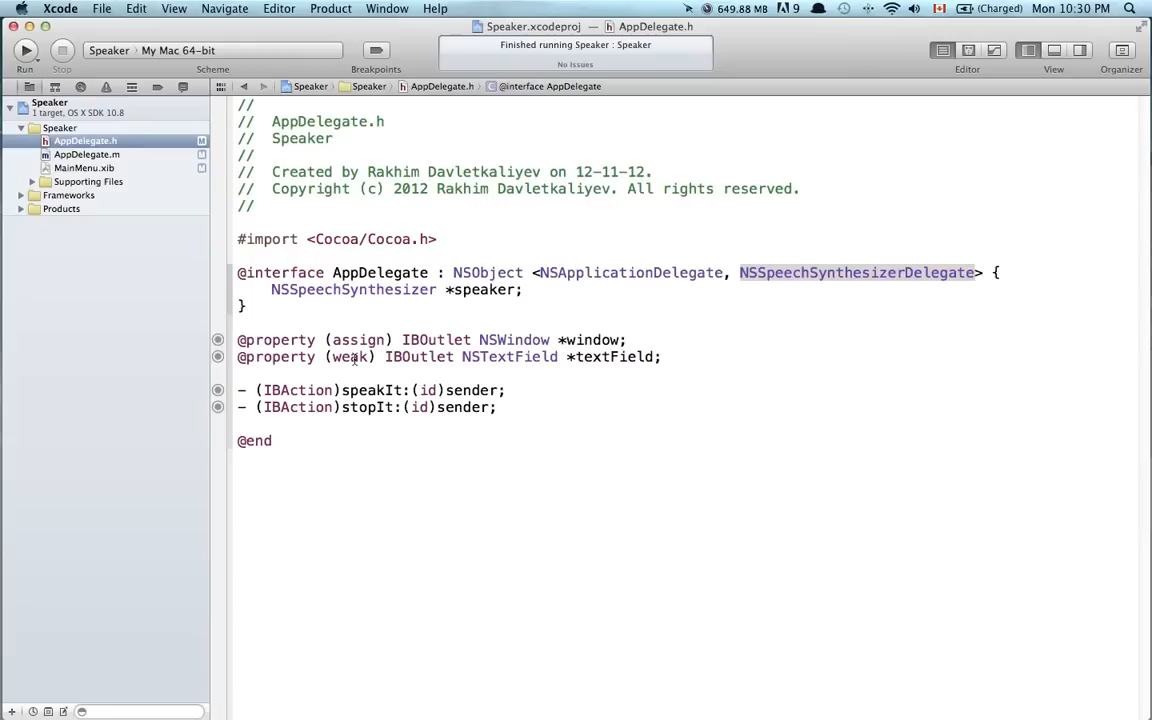 Xcode File Edit View Navigate Editor Product Window Help 649.88 MB 9 (Charged) Mon 10:30 PM
Speaker.xcodeproj — AppDelegate.h
Speaker My Mac 64-bit
Finished running Speaker : Speaker
No Issues
Run Stop Scheme Breakpoints Editor View Organizer
Speaker Speaker AppDelegate.h @interface AppDelegate
Speaker
1 target, OS X SDK 10.8
Speaker
AppDelegate.h M
AppDelegate.m
MainMenu.xib
Supporting Files
Frameworks
Products
//
// AppDelegate.h
// Speaker
//
// Created by Rakhim Davletkaliyev on 12-11-12.
// Copyright (c) 2012 Rakhim Davletkaliyev. All rights reserved.
//
#import <Cocoa/Cocoa.h>
@interface AppDelegate : NSObject <NSApplicationDelegate, NSSpeechSynthesizerDelegate> {
NSSpeechSynthesizer *speaker;
}
@property (assign) IBOutlet NSWindow *window;
@property (weak) IBOutlet NSTextField *textField;
- (IBAction)speakIt:(id)sender;
- (IBAction)stopIt:(id)sender;
@end